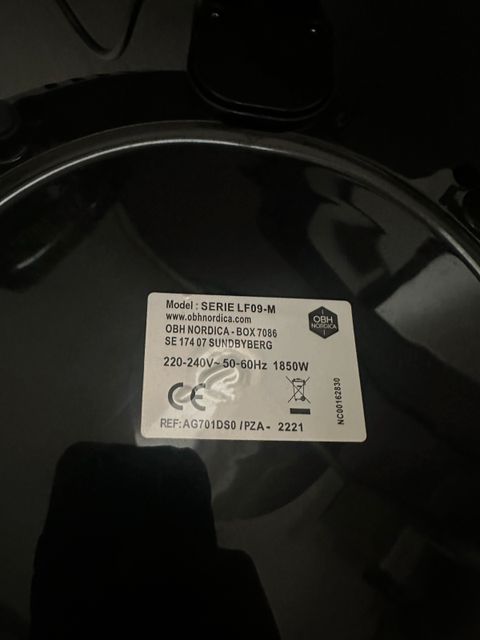 Model : SERIE LF09-M
www.obhnordica.com
OBH NORDICA - BOX 7086
SE 174 07 SUNDBYBERG
220-240V~ 50-60Hz 1850W
CE
REF: AG701DS0 / PZA - 2221
OBH
NORDICA
NC00162830